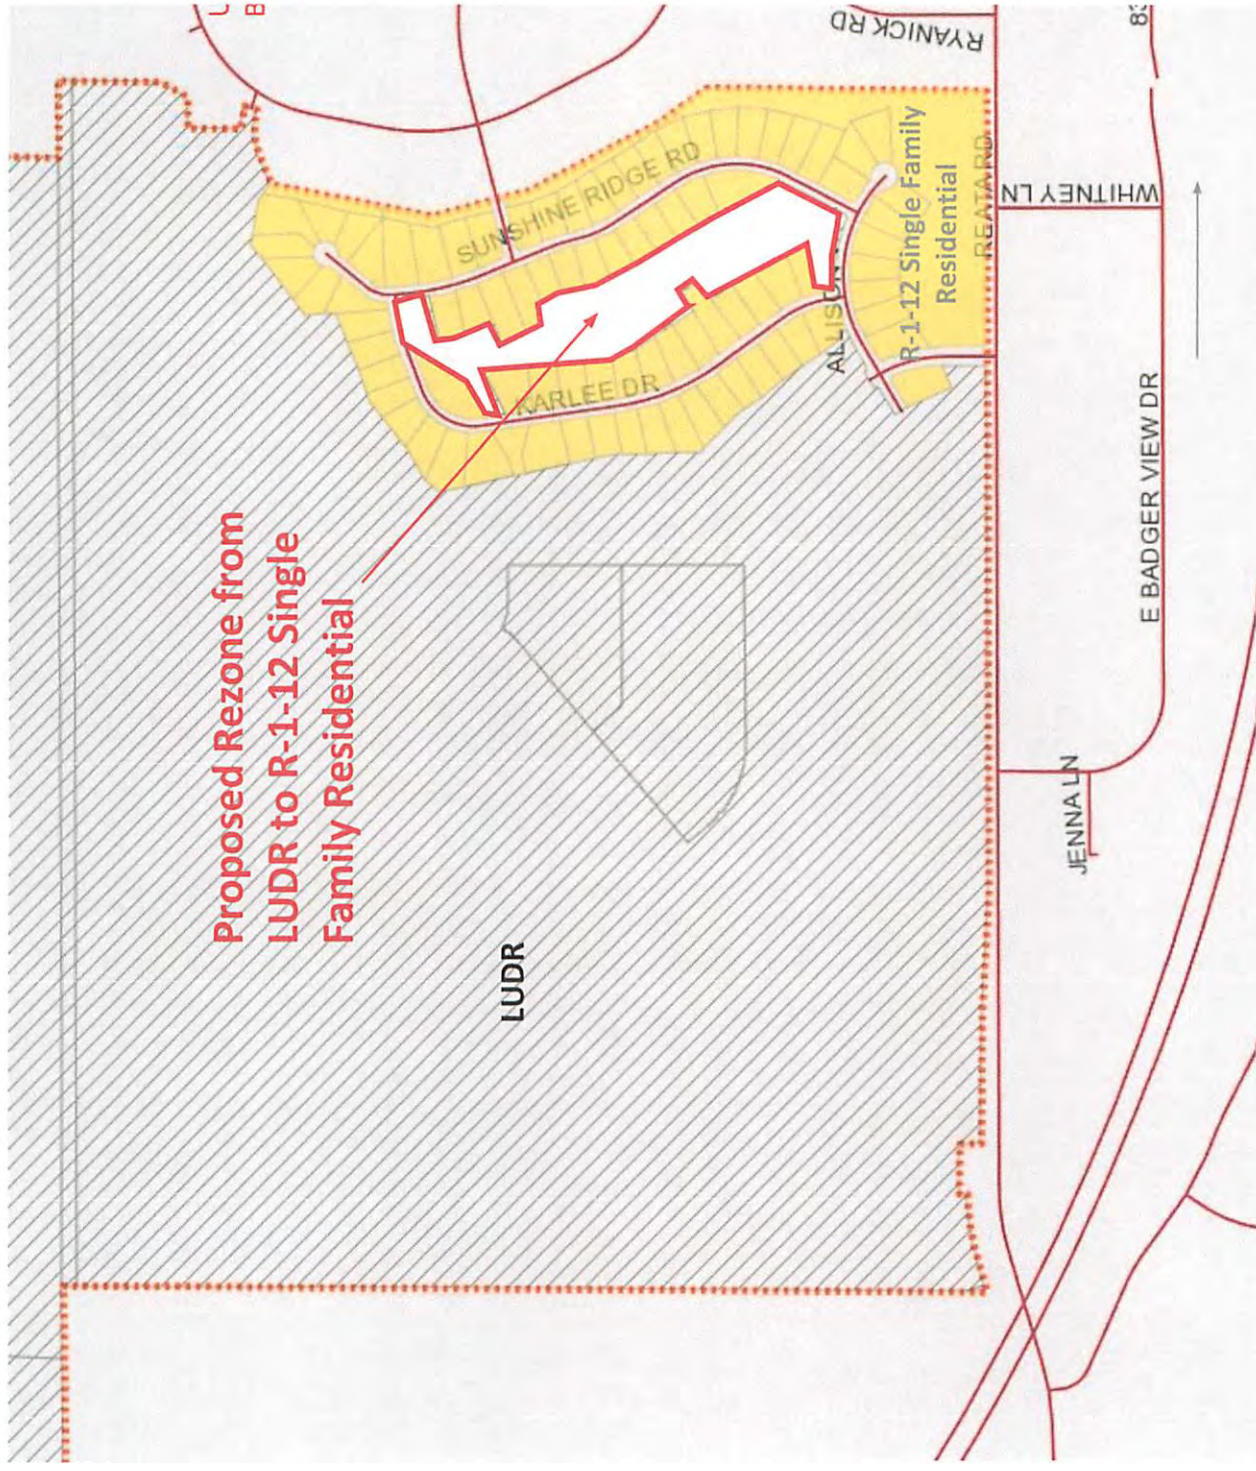 Proposed Rezone from
LUDR to R-1-12 Single
Family Residential
LUDR
SUNSHINE RIDGE RD
KARLEE DR
R-1-12 Single Family
Residential
REATA RD
RYANICK RD
WHITNEY LN
E BADGER VIEW DR
JENNA LN